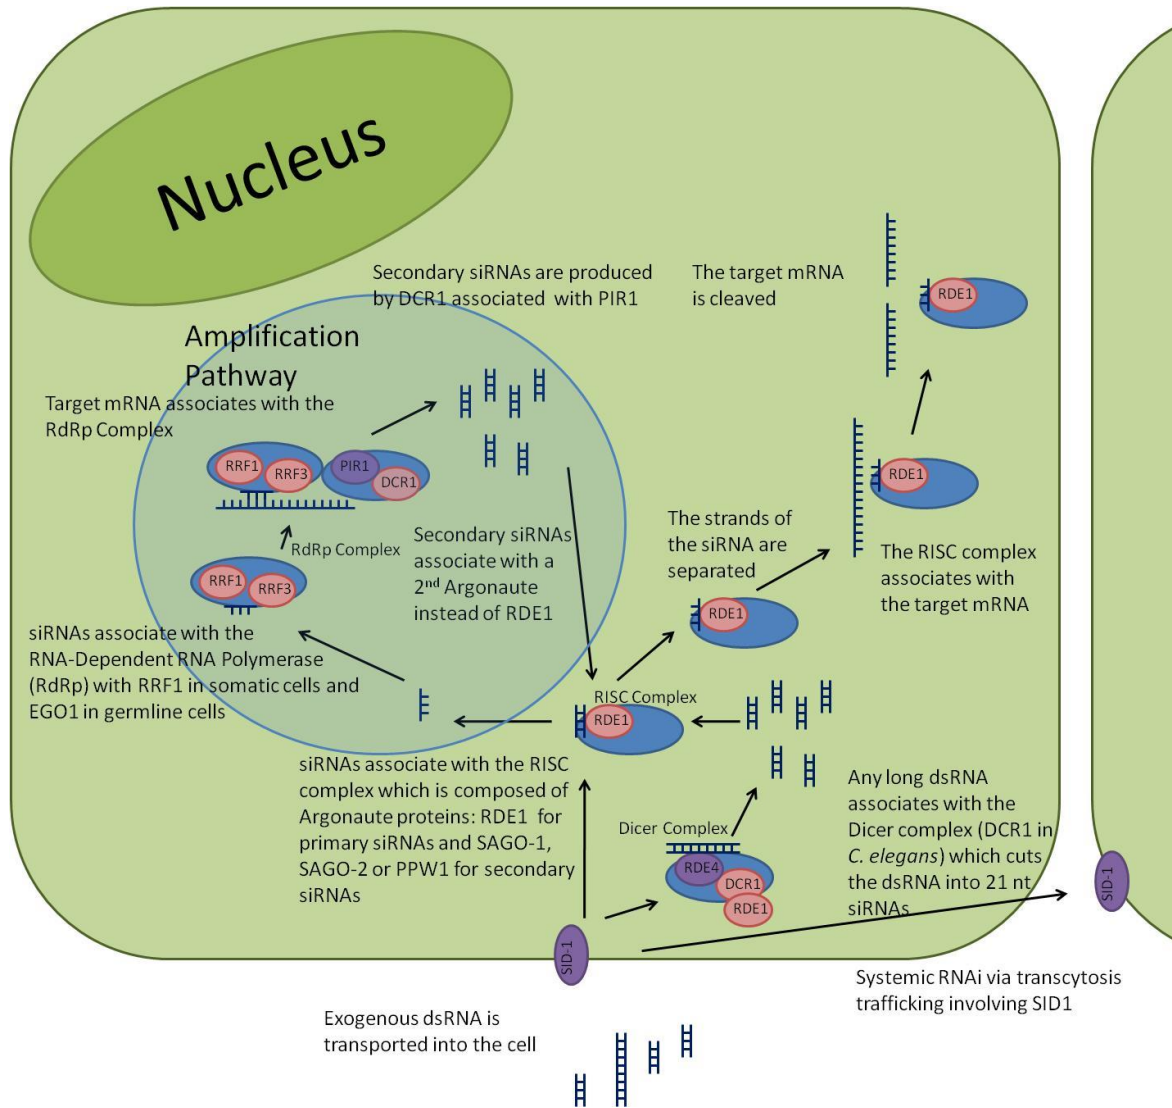 Nucleus
Secondary siRNAs are produced
by DCR1 associated with PIR1
The target mRNA
is cleaved
RDE1
Amplification
Pathway
Target mRNA associates with the
RdRp Complex
RRF1
RRF3
PIR1
DCR1
RDE1
The strands of
the siRNA are
separated
The RISC complex
associates with
the target mRNA
RdRp Complex
Secondary siRNAs
associate with a
2nd Argonaute
instead of RDE1
RRF1
RRF3
RDE1
siRNAs associate with the
RNA-Dependent RNA Polymerase
(RdRp) with RRF1 in somatic cells and
EGO1 in germline cells
RISC Complex
RDE1
siRNAs associate with the RISC
complex which is composed of
Argonaute proteins: RDE1 for
primary siRNAs and SAGO-1,
SAGO-2 or PPW1 for secondary
siRNAs
Dicer Complex
RDE4
DCR1
RDE1
Any long dsRNA
associates with the
Dicer complex (DCR1 in
C. elegans) which cuts
the dsRNA into 21 nt
siRNAs
SID-1
SID-1
Systemic RNAi via transcytosis
trafficking involving SID1
Exogenous dsRNA is
transported into the cell